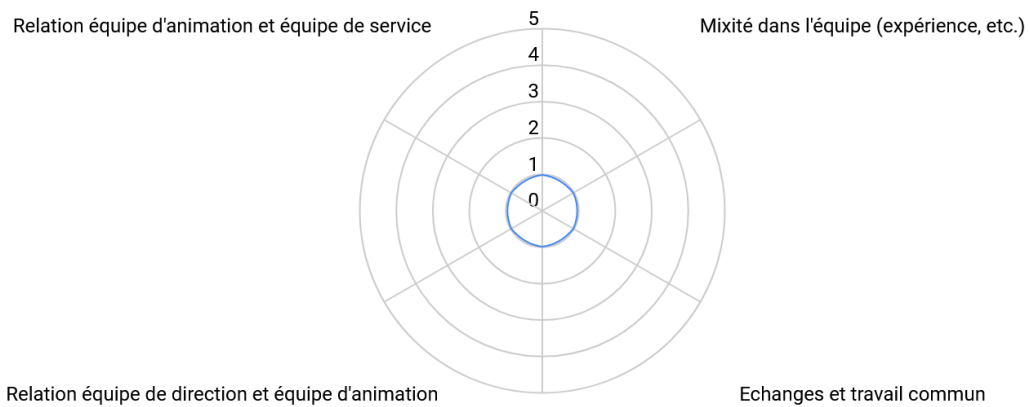 Relation équipe d'animation et équipe de service
Mixité dans l'équipe (expérience, etc.)
5
4
3
2
1
0
Relation équipe de direction et équipe d'animation
Echanges et travail commun